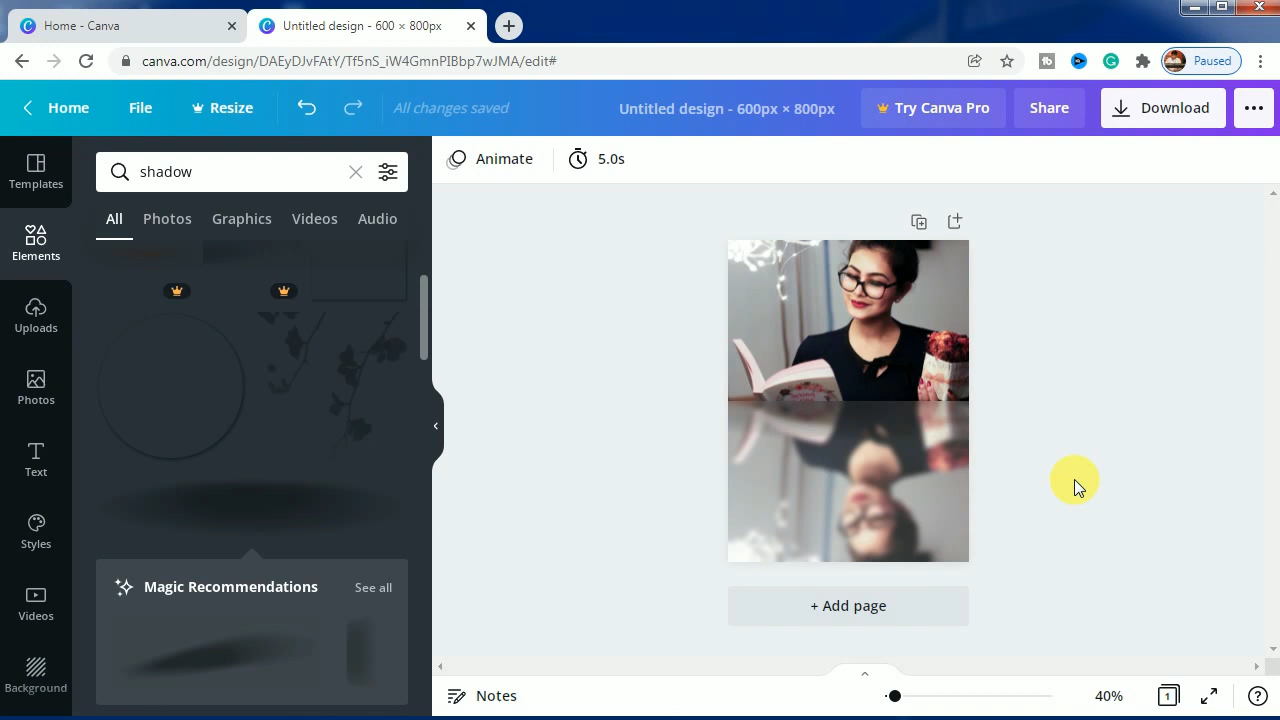 Home - Canva
Untitled design - 600 × 800px
canva.com/design/DAEyDJvFAtY/Tf5nS_iW4GmnPIBbp7wJMA/edit#
Paused
Home
File
Resize
All changes saved
Untitled design - 600px × 800px
Try Canva Pro
Share
Download
Templates
Elements
Uploads
Photos
Text
Styles
Videos
Background
shadow
All
Photos
Graphics
Videos
Audio
Magic Recommendations
See all
Animate
5.0s
+ Add page
Notes
40%
1